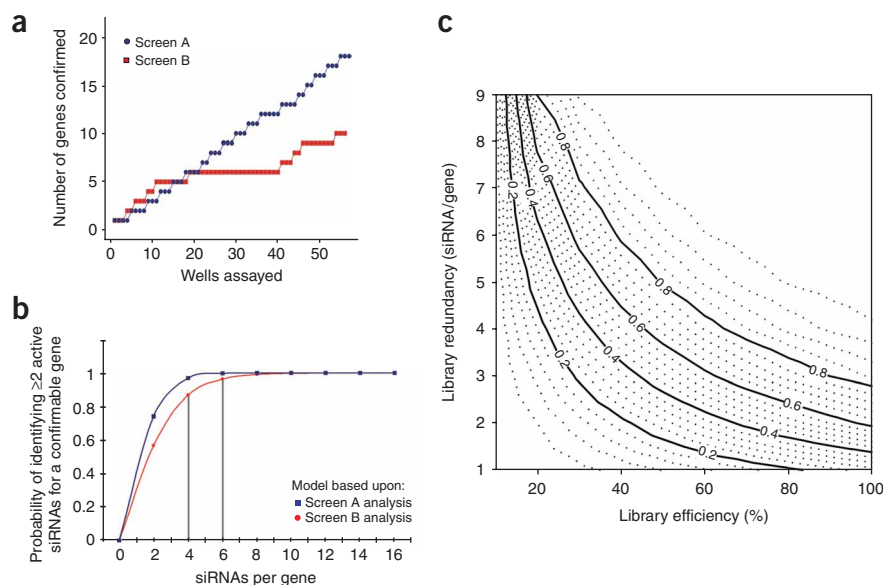 a
20
15
10
5
0
Number of genes confirmed
Screen A
Screen B
0 10 20 30 40 50
Wells assayed
b
1
0.8
0.6
0.4
0.2
0
Probability of identifying ≥2 active
siRNAs for a confirmable gene
Model based upon:
Screen A analysis
Screen B analysis
0 2 4 6 8 10 12 14 16
siRNAs per gene
c
9
8
7
6
5
4
3
2
1
Library redundancy (siRNA/gene)
0.2 0.4 0.6 0.8
0.2 0.4 0.6 0.8
0.2 0.4 0.6 0.8
20 40 60 80 100
Library efficiency (%)